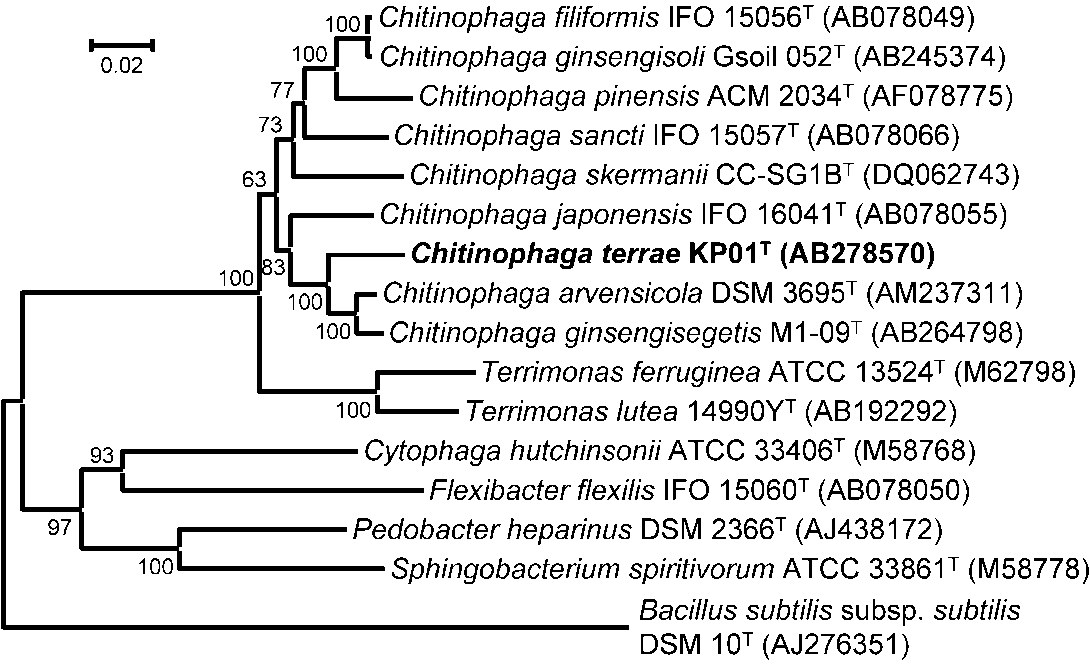 100
Chitinophaga filiformis IFO 15056ᵀ (AB078049)
0.02
100
Chitinophaga ginsengisoli Gsoil 052ᵀ (AB245374)
77
Chitinophaga pinensis ACM 2034ᵀ (AF078775)
73
Chitinophaga sancti IFO 15057ᵀ (AB078066)
63
Chitinophaga skermanii CC-SG1Bᵀ (DQ062743)
Chitinophaga japonensis IFO 16041ᵀ (AB078055)
Chitinophaga terrae KP01ᵀ (AB278570)
100
83
Chitinophaga arvensicola DSM 3695ᵀ (AM237311)
100
100
Chitinophaga ginsengisegetis M1-09ᵀ (AB264798)
Terrimonas ferruginea ATCC 13524ᵀ (M62798)
100
Terrimonas lutea 14990Yᵀ (AB192292)
93
Cytophaga hutchinsonii ATCC 33406ᵀ (M58768)
Flexibacter flexilis IFO 15060ᵀ (AB078050)
97
Pedobacter heparinus DSM 2366ᵀ (AJ438172)
100
Sphingobacterium spiritivorum ATCC 33861ᵀ (M58778)
Bacillus subtilis subsp. subtilis
DSM 10ᵀ (AJ276351)